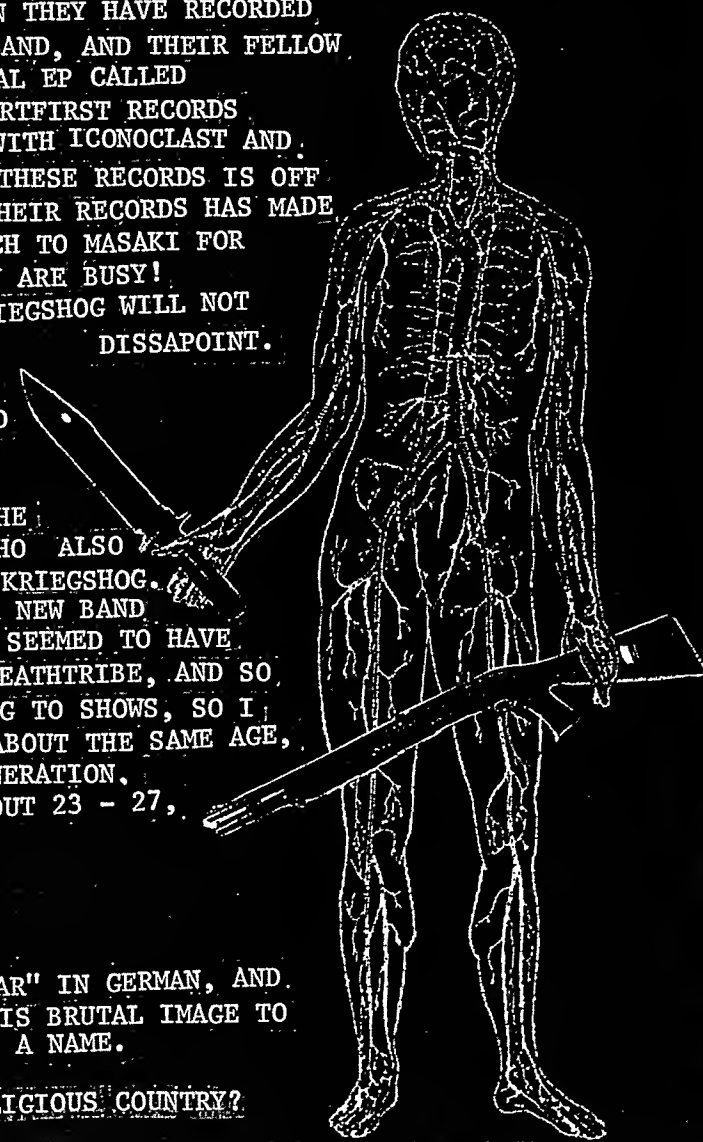 THEY HAVE RECORDED
AND, AND THEIR FELLOW
AL EP CALLED
RTFIRST RECORDS
WITH ICONOCLAST AND
THESE RECORDS IS OFF
HEIR RECORDS HAS MADE
CH TO MASAKI FOR
ARE BUSY!
IEGSHOG WILL NOT
DISSAPOINT.
HE
HO ALSO
KRIEGSHOG.
NEW BAND
SEEMED TO HAVE
EATHTRIBE, AND SO
G TO SHOWS, SO I
ABOUT THE SAME AGE,
NERATION.
OUT 23 - 27,
AR" IN GERMAN, AND
IS BRUTAL IMAGE TO
A NAME.
LIGIOUS COUNTRY?